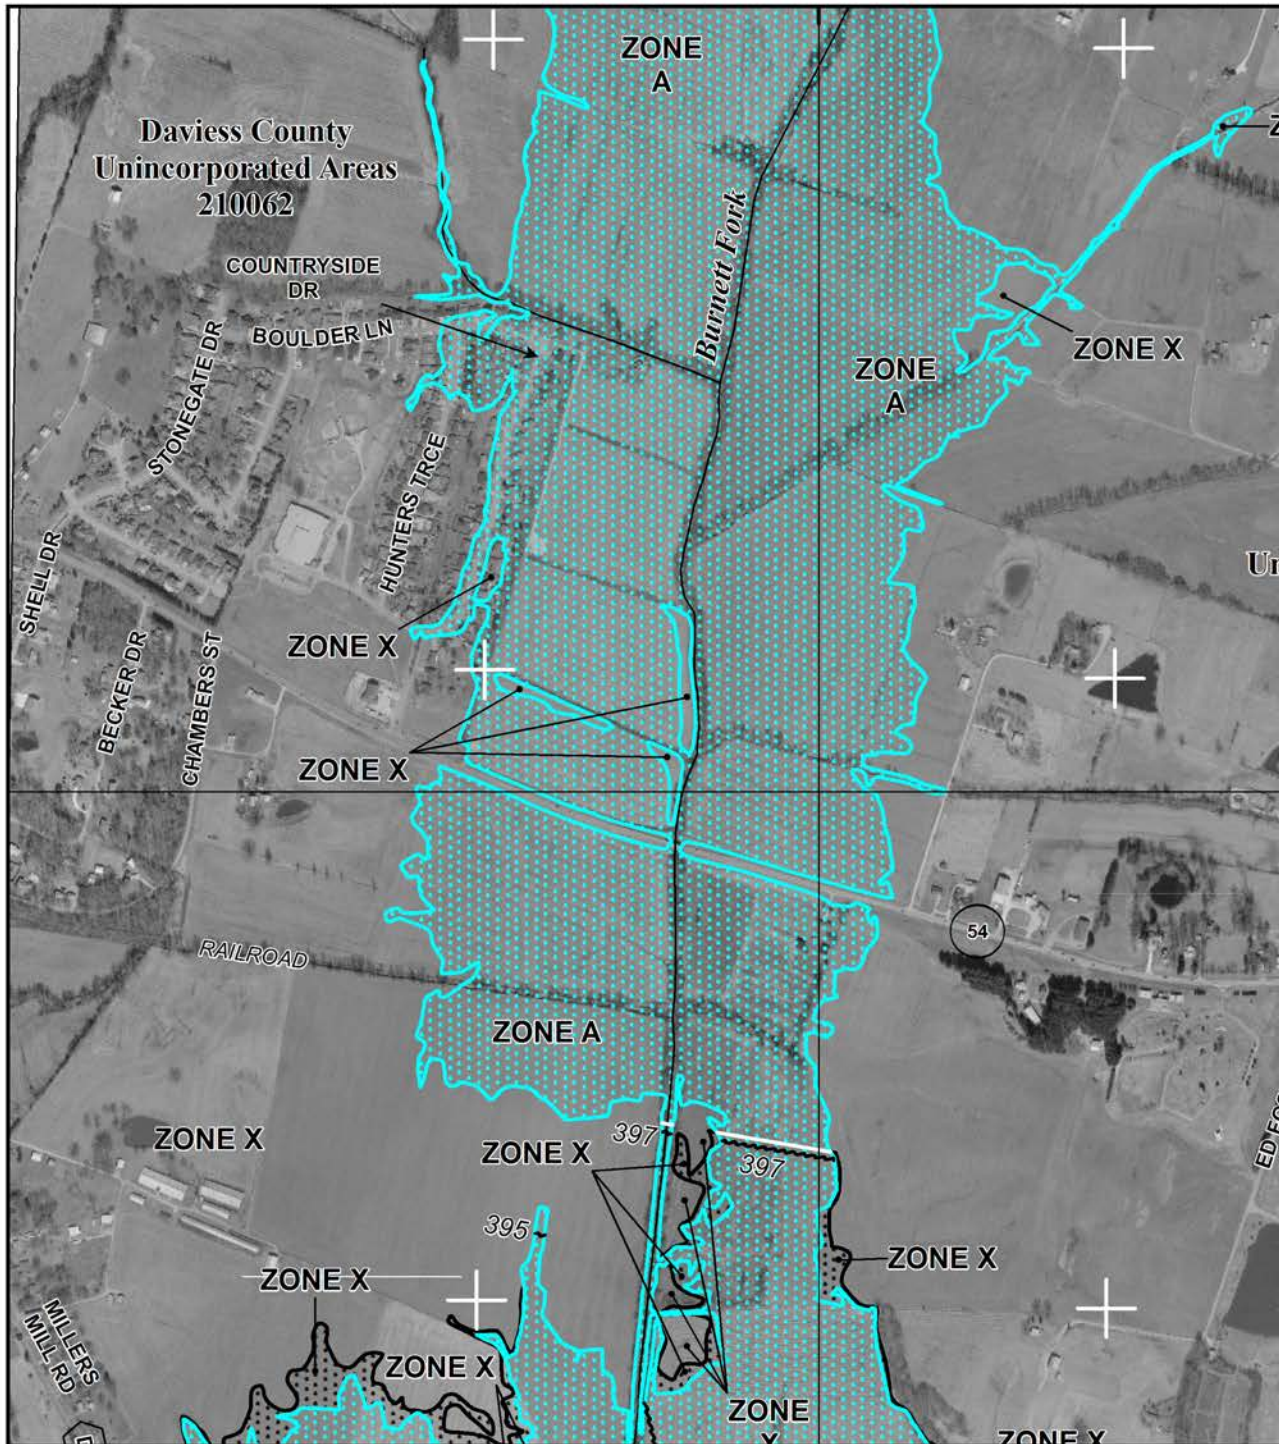 ZONE
A
Daviess County
Unincorporated Areas
210062
COUNTRYSIDE
DR
BOULDER LN
Burnett Fork
STONEGATE DR
ZONE X
ZONE
A
HUNTERS TRCE
SHELL DR
ZONE X
BECKER DR
CHAMBERS ST
ZONE X
54
RAILROAD
ZONE A
ZONE X
397
ZONE X
397
395
ZONE X
ZONE X
MILLERS
MILL RD
ZONE X
ZONE
X
ZONE X